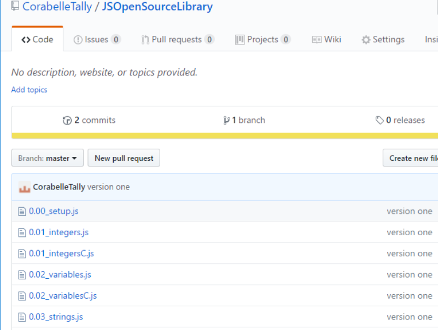 CorabelleTally / JSOpenSourceLibrary
Code Issues 0 Pull requests 0 Projects 0 Wiki Settings
No description, website, or topics provided.
Add topics
2 commits 1 branch 0 releases
Branch: master New pull request Create new
CorabelleTally version one
0.00_setup.js version one
0.01_integers.js version one
0.01_integersC.js version one
0.02_variables.js version one
0.02_variablesC.js version one
0.03_strings.js version one